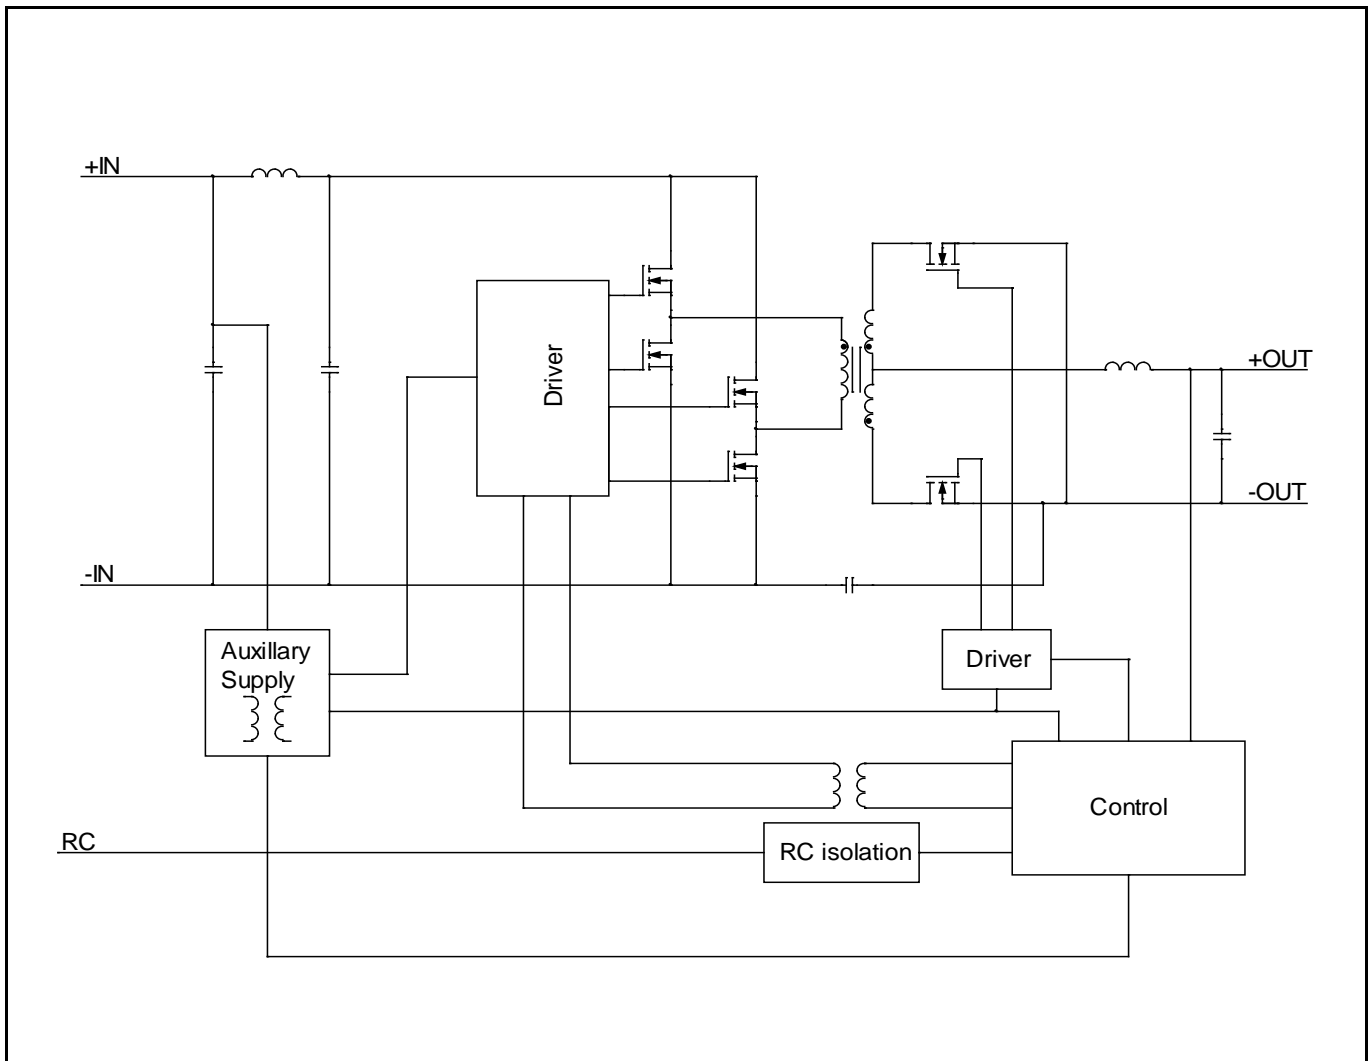 +IN
Driver
+OUT
-OUT
-IN
Auxillary
Supply
Driver
Control
RC
RC isolation